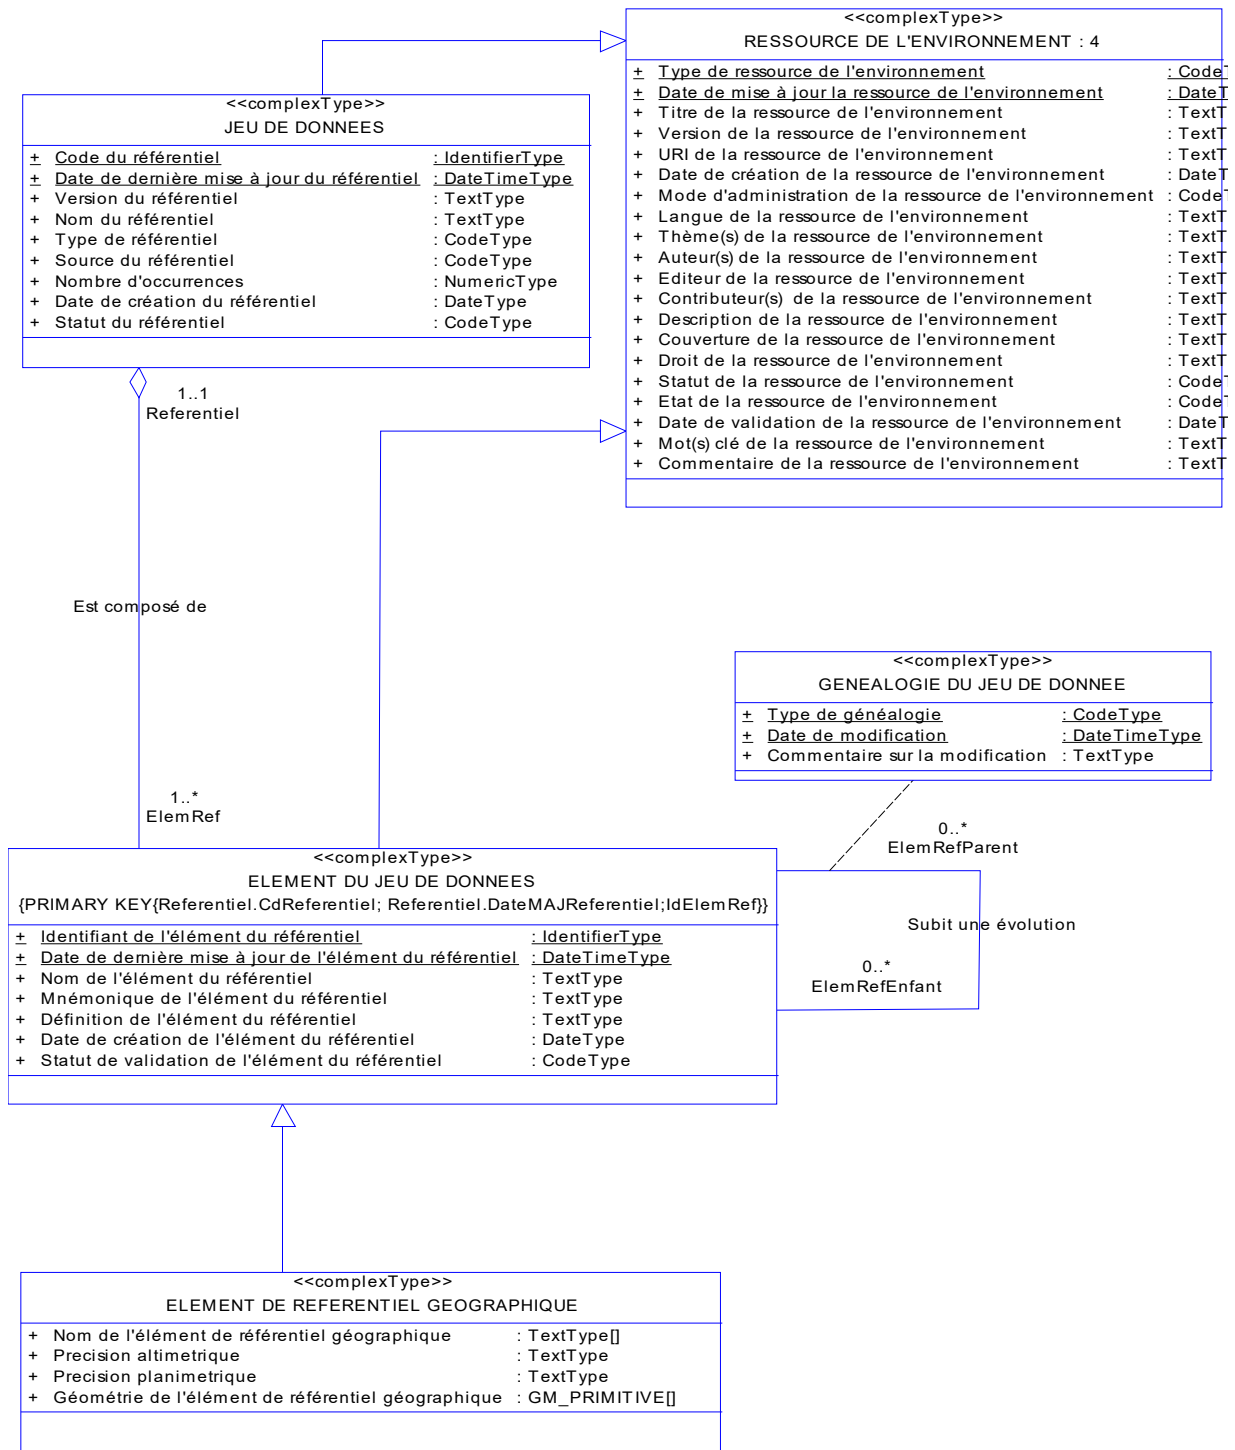 <<complexType>>
RESSOURCE DE L'ENVIRONNEMENT : 4
+ Type de ressource de l'environnement : CodeT
+ Date de mise à jour la ressource de l'environnement : DateT
+ Titre de la ressource de l'environnement : TextT
+ Version de la ressource de l'environnement : TextT
+ URI de la ressource de l'environnement : TextT
+ Date de création de la ressource de l'environnement : DateT
+ Mode d'administration de la ressource de l'environnement : CodeT
+ Langue de la ressource de l'environnement : TextT
+ Thème(s) de la ressource de l'environnement : TextT
+ Auteur(s) de la ressource de l'environnement : TextT
+ Editeur de la ressource de l'environnement : TextT
+ Contributeur(s) de la ressource de l'environnement : TextT
+ Description de la ressource de l'environnement : TextT
+ Couverture de la ressource de l'environnement : TextT
+ Droit de la ressource de l'environnement : TextT
+ Statut de la ressource de l'environnement : CodeT
+ Etat de la ressource de l'environnement : CodeT
+ Date de validation de la ressource de l'environnement : DateT
+ Mot(s) clé de la ressource de l'environnement : TextT
+ Commentaire de la ressource de l'environnement : TextT
<<complexType>>
JEU DE DONNEES
+ Code du référentiel : IdentifierType
+ Date de dernière mise à jour du référentiel : DateTimeType
+ Version du référentiel : TextType
+ Nom du référentiel : TextType
+ Type de référentiel : CodeType
+ Source du référentiel : CodeType
+ Nombre d'occurrences : NumericType
+ Date de création du référentiel : DateType
+ Statut du référentiel : CodeType
1..1
Referentiel
Est composé de
1..*
ElemRef
<<complexType>>
GENEALOGIE DU JEU DE DONNEE
+ Type de généalogie : CodeType
+ Date de modification : DateTimeType
+ Commentaire sur la modification : TextType
0..*
ElemRefParent
Subit une évolution
0..*
ElemRefEnfant
<<complexType>>
ELEMENT DU JEU DE DONNEES
{PRIMARY KEY{Referentiel.CdReferentiel; Referentiel.DateMAJReferentiel;IdElemRef}}
+ Identifiant de l'élément du référentiel : IdentifierType
+ Date de dernière mise à jour de l'élément du référentiel : DateTimeType
+ Nom de l'élément du référentiel : TextType
+ Mnémonique de l'élément du référentiel : TextType
+ Définition de l'élément du référentiel : TextType
+ Date de création de l'élément du référentiel : DateType
+ Statut de validation de l'élément du référentiel : CodeType
<<complexType>>
ELEMENT DE REFERENTIEL GEOGRAPHIQUE
+ Nom de l'élément de référentiel géographique : TextType[]
+ Precision altimetrique : TextType
+ Precision planimetrique : TextType
+ Géométrie de l'élément de référentiel géographique : GM_PRIMITIVE[]